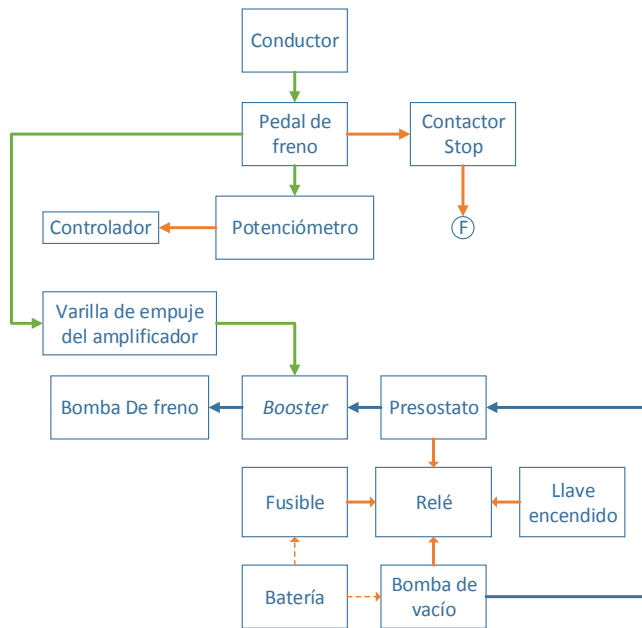 Conductor
Pedal de
freno
Contactor
Stop
Controlador
Potenciómetro
F
Varilla de empuje
del amplificador
Bomba De freno
Booster
Presostato
Fusible
Relé
Llave
encendido
Batería
Bomba de
vacío